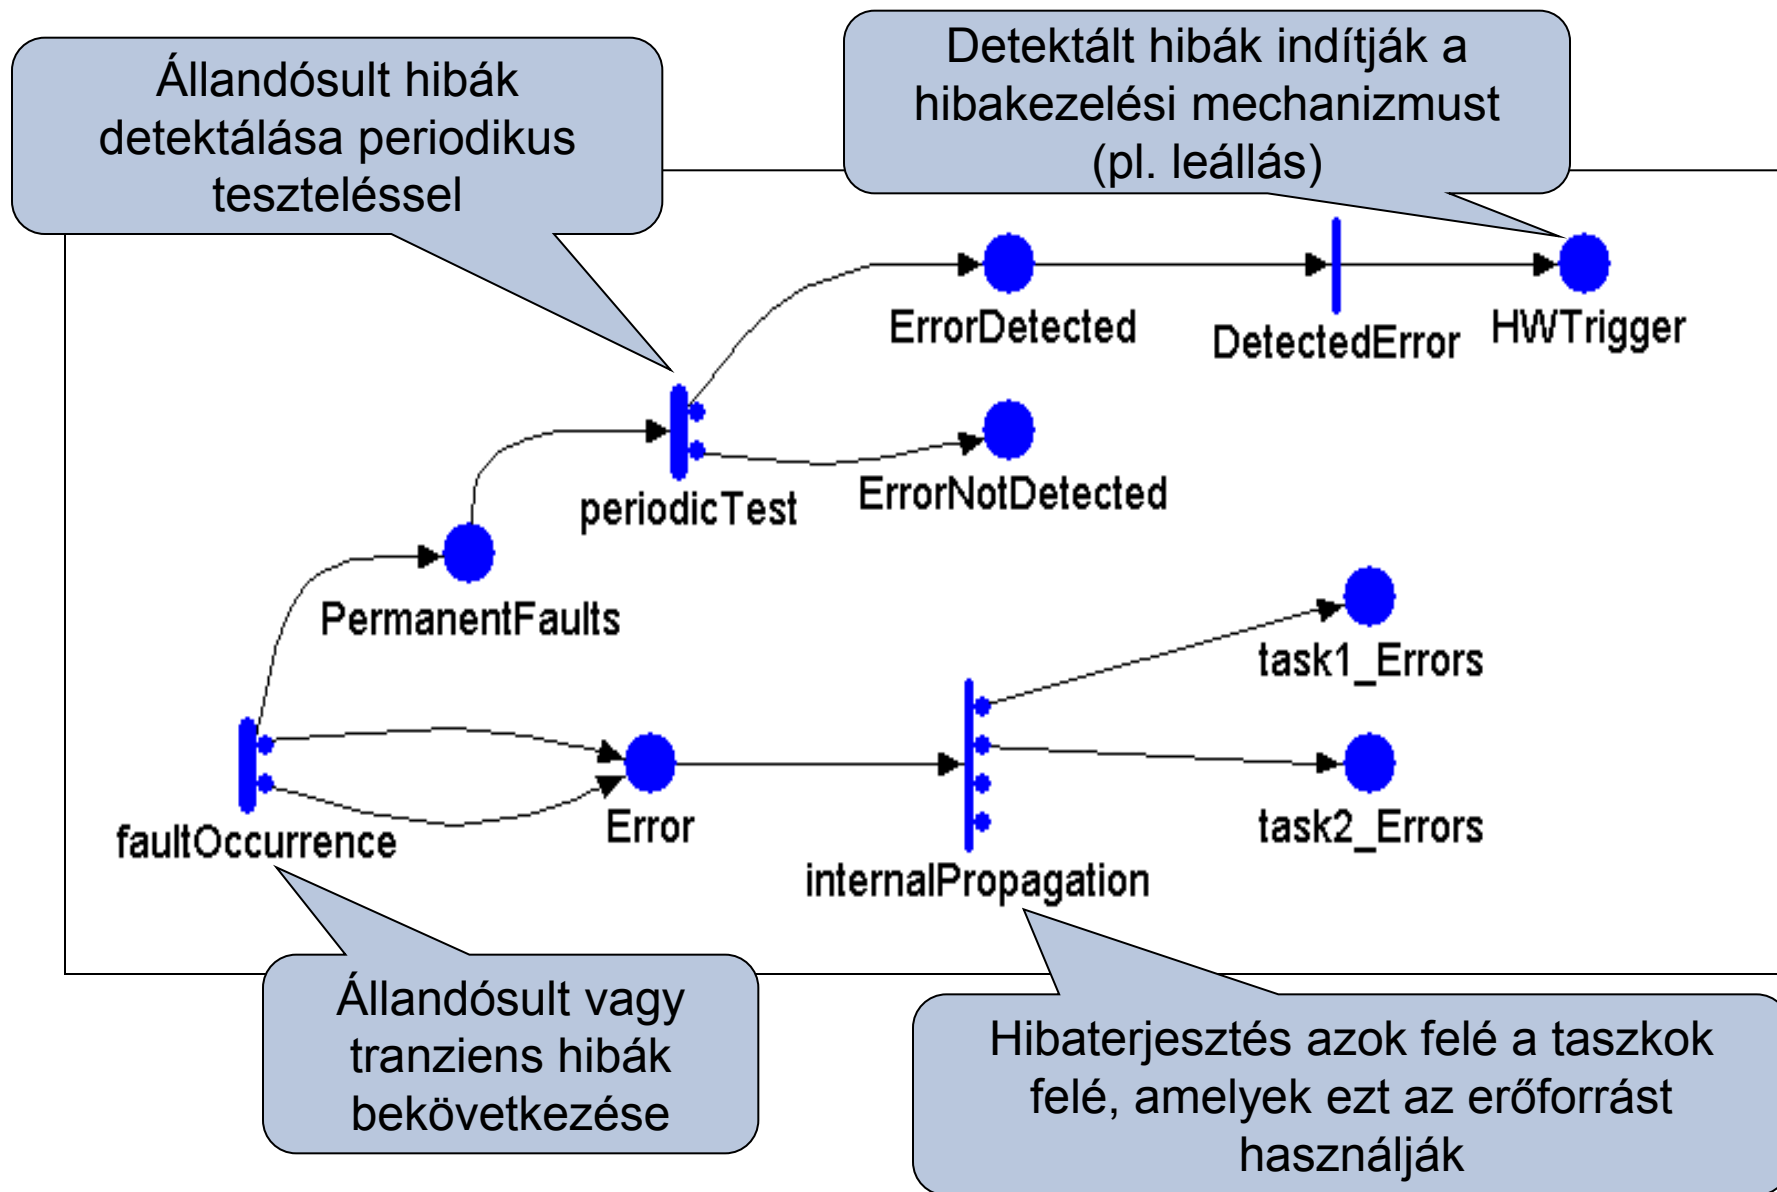 Állandósult hibák
detektálása periodikus
teszteléssel
Detektált hibák indítják a
hibakezelési mechanizmust
(pl. leállás)
ErrorDetected
DetectedError
HWTrigger
periodicTest
ErrorNotDetected
PermanentFaults
task1_Errors
faultOccurrence
Error
task2_Errors
internalPropagation
Állandósult vagy
tranziens hibák
bekövetkezése
Hibaterjesztés azok felé a taszkok
felé, amelyek ezt az erőforrást
használják